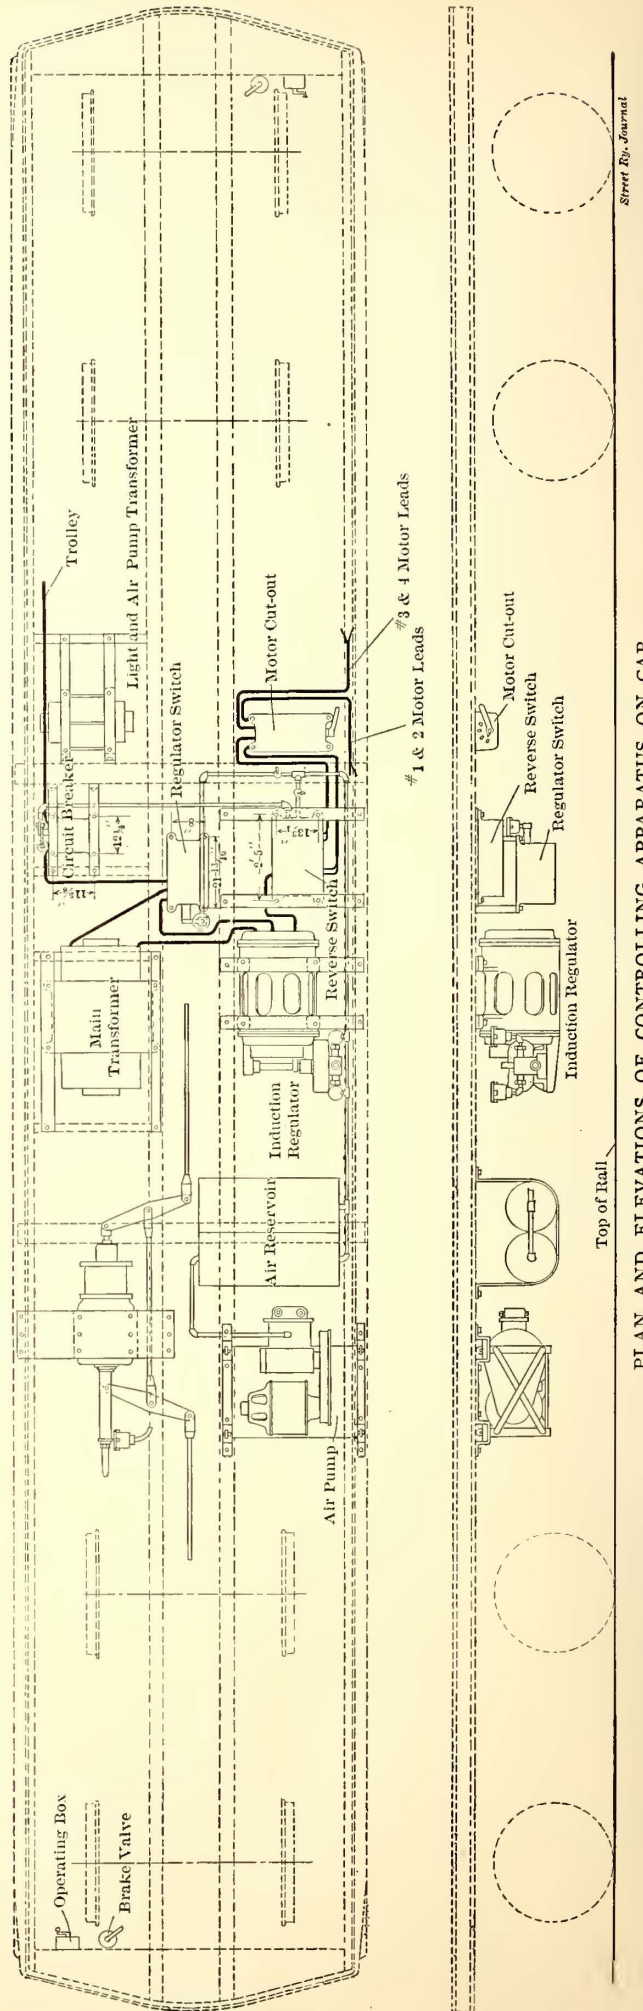 Operating Box
Brake Valve
Air Pump
Air Reservoir
Main
Transformer
Induction
Regulator
Circuit Breaker
Trolley
Light and Air Pump Transformer
Regulator Switch
Reverse Switch
Motor Cut-out
#3 & 4 Motor Leads
#1 & 2 Motor Leads
2'-5"
8"
Motor Cut-out
Reverse Switch
Regulator Switch
Induction Regulator
Top of Rail
Street Ry. Journal
PLAN AND ELEVATIONS OF CONTROLLING APPARATUS ON CAR